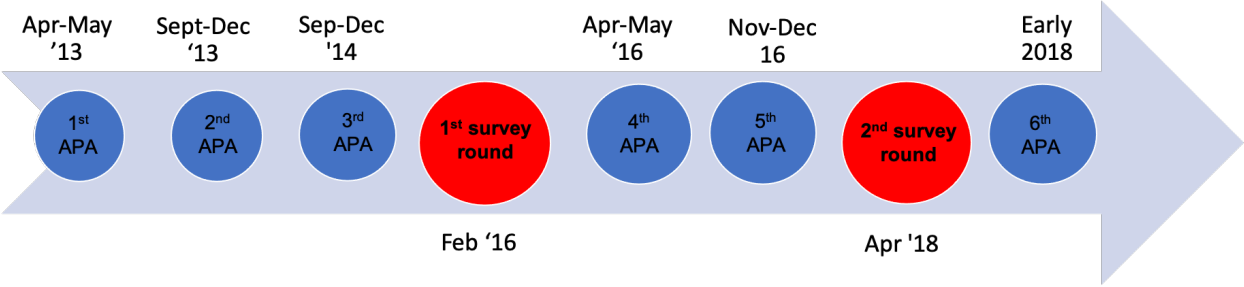 Apr-May
’13
Sept-Dec
‘13
Sep-Dec
'14
Apr-May
‘16
Nov-Dec
16
Early
2018
1st
APA
2nd
APA
3rd
APA
1st survey
round
4th
APA
5th
APA
2nd survey
round
6th
APA
Feb ‘16
Apr '18